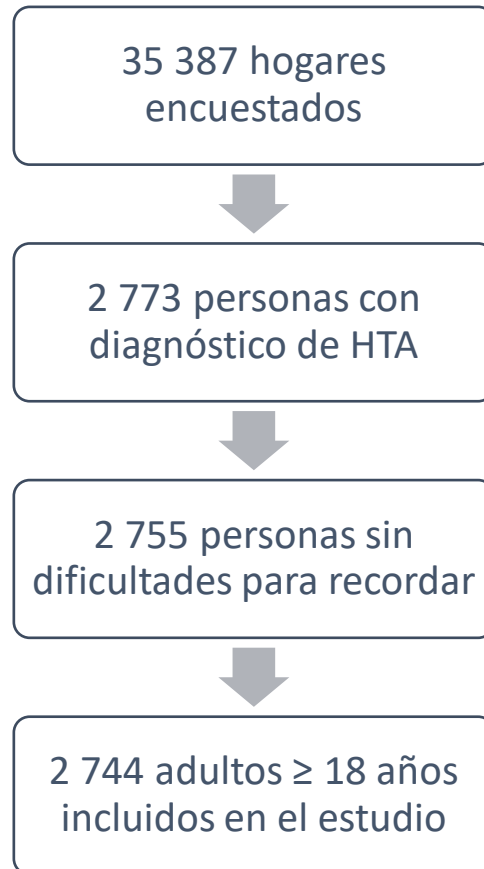 35 387 hogares
encuestados
2 773 personas con
diagnóstico de HTA
2 755 personas sin
dificultades para recordar
2 744 adultos ≥ 18 años
incluidos en el estudio